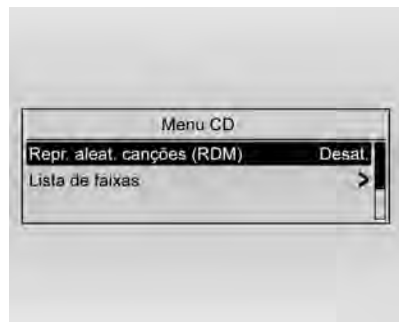 Menu CD
Repr. aleat. canções (RDM) Desat.
Lista de faixas >